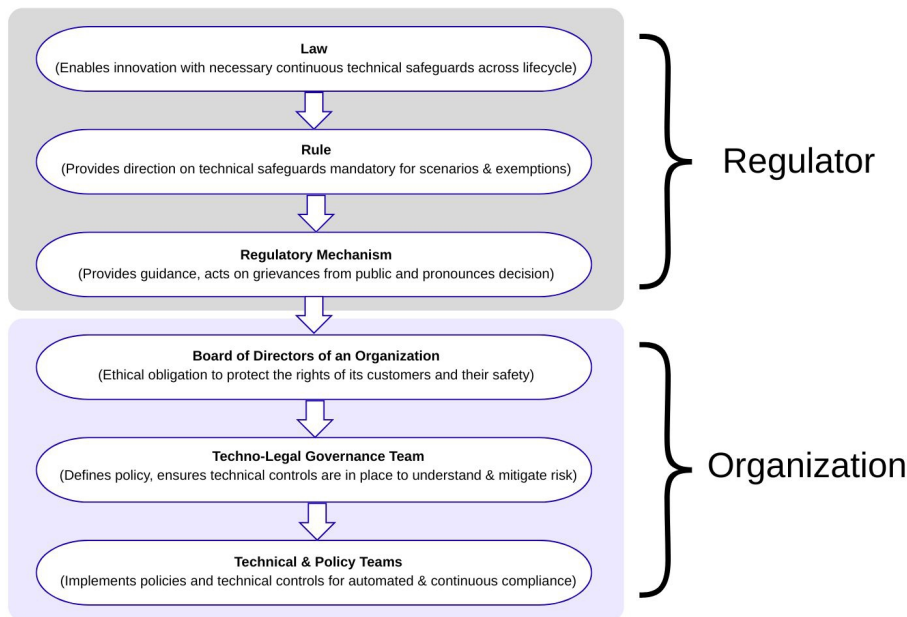 Law
(Enables innovation with necessary continuous technical safeguards across lifecycle)
Rule
(Provides direction on technical safeguards mandatory for scenarios & exemptions)
Regulatory Mechanism
(Provides guidance, acts on grievances from public and pronounces decision)
Regulator
Board of Directors of an Organization
(Ethical obligation to protect the rights of its customers and their safety)
Techno-Legal Governance Team
(Defines policy, ensures technical controls are in place to understand & mitigate risk)
Technical & Policy Teams
(Implements policies and technical controls for automated & continuous compliance)
Organization